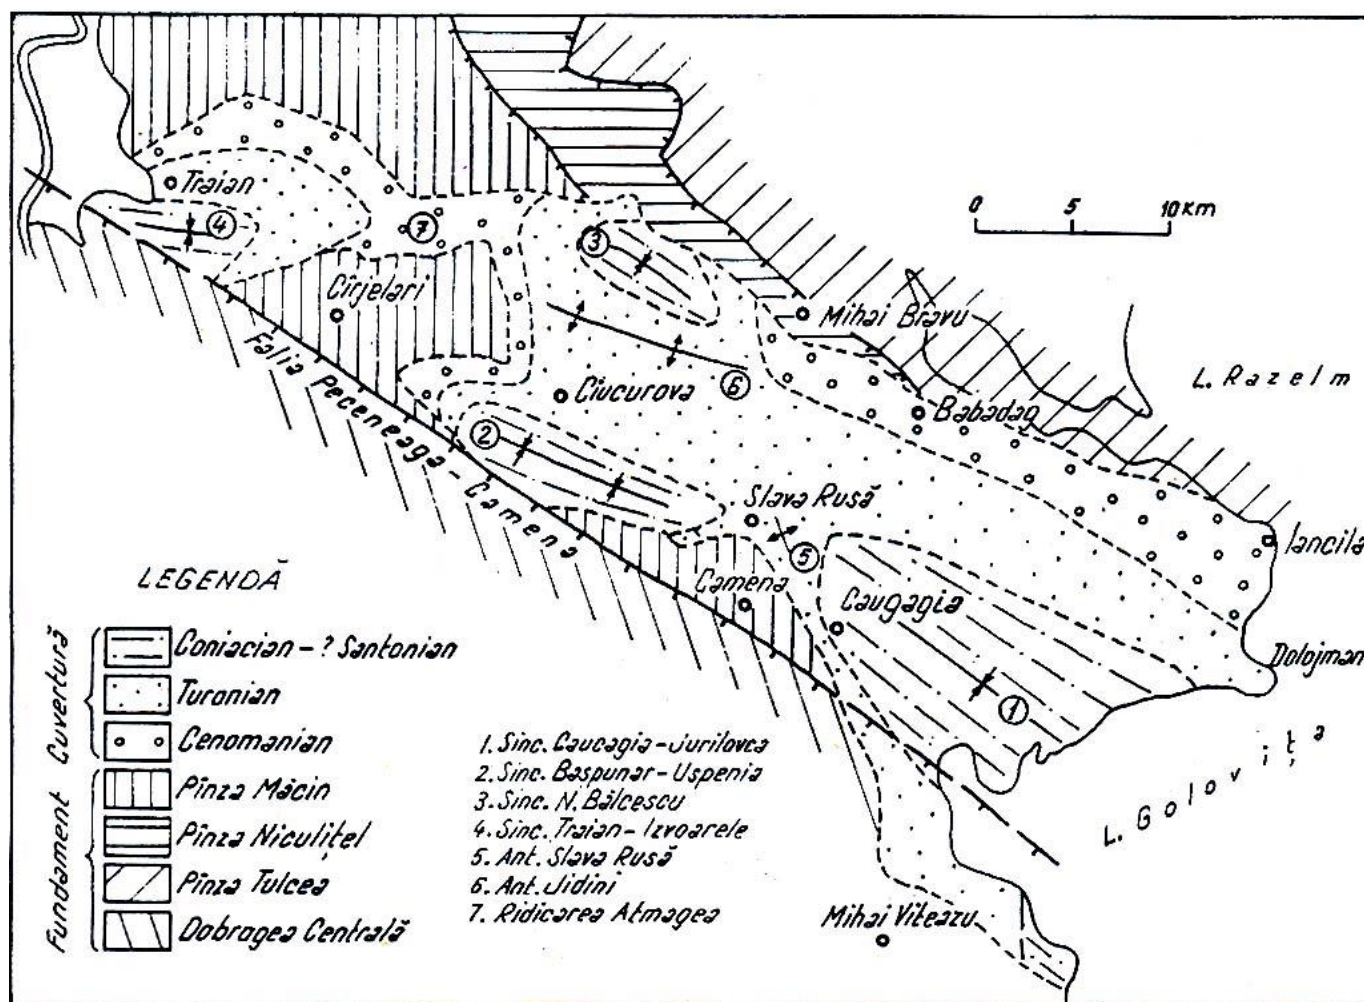 Traian
4
7
3
Cîrjelari
Falia Peceneaga-Camena
0 5 10 Km
Mihai Bravu
L. Razelm
Ciucurova
6
Babadag
2
Slava Rusă
5
Iancila
Camena
Caugagia
Dolojman
1
L. Golovița
Mihai Viteazu
LEGENDĂ
Cuvertură
Coniacian-? Santonian
Turonian
Cenomanian
Fundament
Pînza Măcin
Pînza Niculițel
Pînza Tulcea
Dobrogea Centrală
1. Sinc. Caucagia-Jurilovca
2. Sinc. Bașpunar-Uspenia
3. Sinc. N. Bălcescu
4. Sinc. Traian-Izvoarele
5. Ant. Slava Rusă
6. Ant. Jidini
7. Ridicarea Atmagea